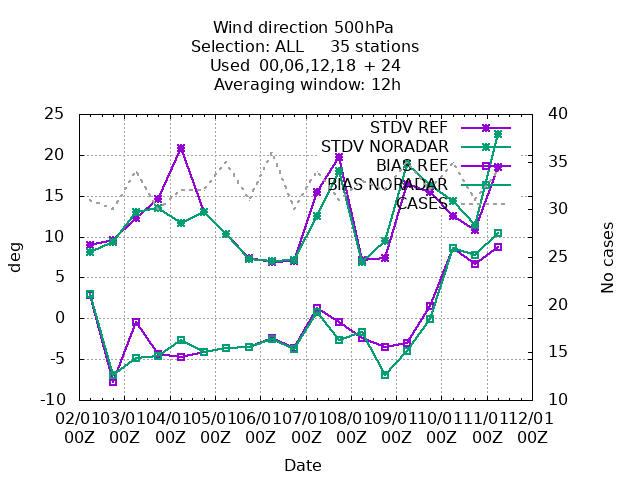 Wind direction 500hPa
Selection: ALL 35 stations
Used 00,06,12,18 + 24
Averaging window: 12h
25 40
STDV REF
STDV NORADAR
20 35
BIAS REF
BIAS NORADAR
15 30
CASES
10 25
5 20
0
-5 15
-10 10
deg
No cases
02/01 03/01 04/01 05/01 06/01 07/01 08/01 09/01 10/01 11/01 12/01
00Z 00Z 00Z 00Z 00Z 00Z 00Z 00Z 00Z 00Z 00Z
Date